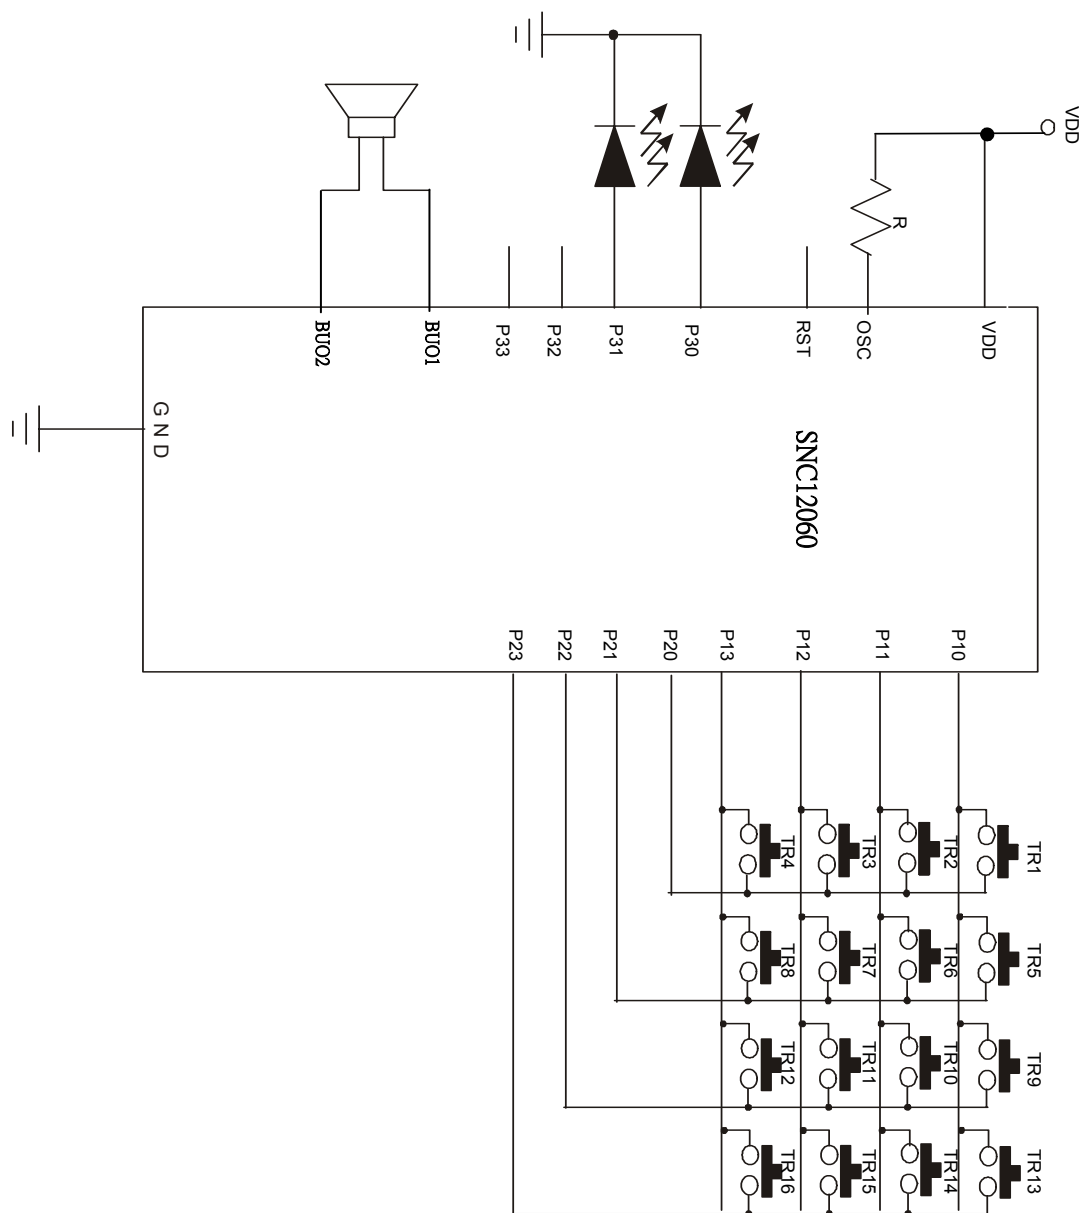 VDD
R
BUO2
BUO1
P33
P32
P31
P30
RST
OSC
VDD
GND
SNC12060
P23
P22
P21
P20
P13
P12
P11
P10
TR4
TR3
TR2
TR1
TR8
TR7
TR6
TR5
TR12
TR11
TR10
TR9
TR16
TR15
TR14
TR13